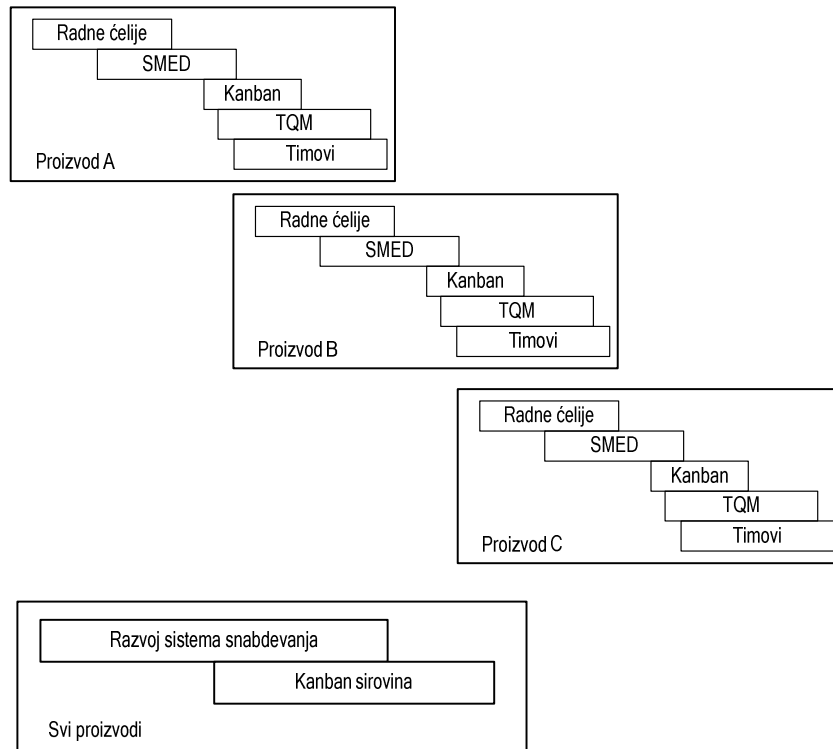 Radne ćelije
SMED
Kanban
TQM
Timovi
Proizvod A
Radne ćelije
SMED
Kanban
TQM
Timovi
Proizvod B
Radne ćelije
SMED
Kanban
TQM
Timovi
Proizvod C
Razvoj sistema snabdevanja
Kanban sirovina
Svi proizvodi